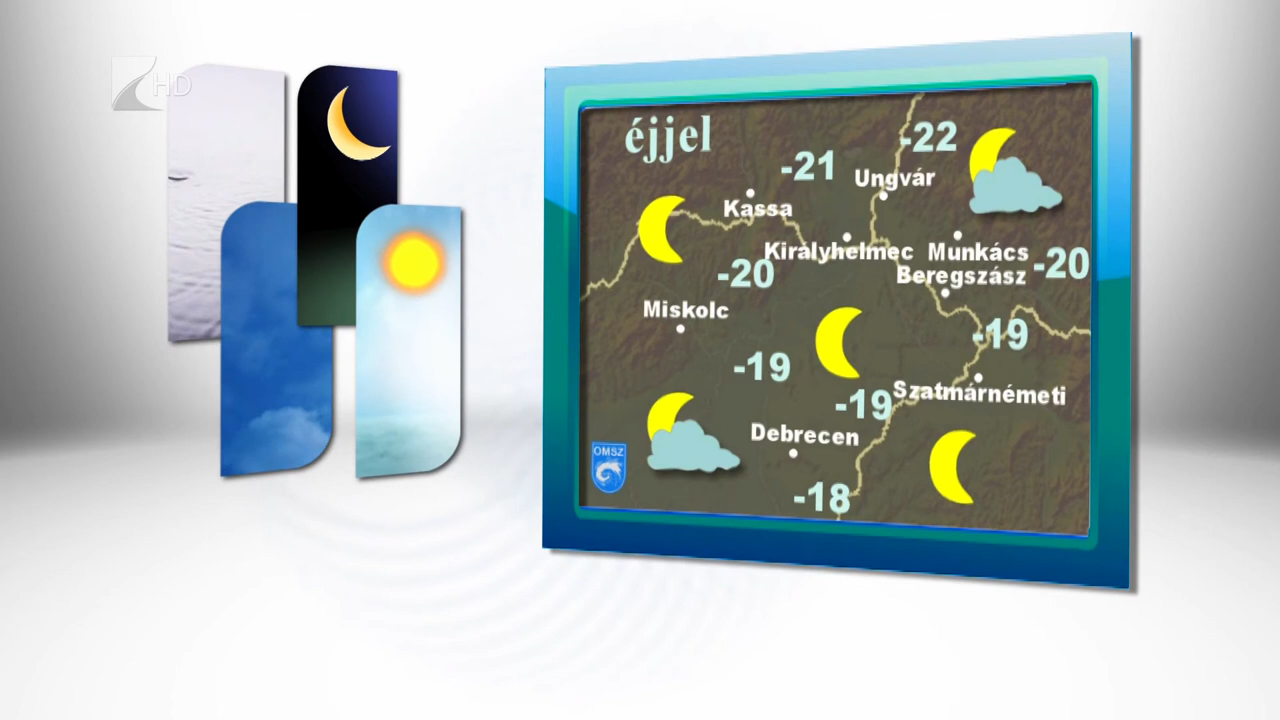 HD
éjjel
-22
-21
Ungvár
Kassa
Királyhelmec
Munkács
-20
-20
Beregszász
Miskolc
-19
-19
-19
Szatmárnémeti
Debrecen
OMSZ
-18